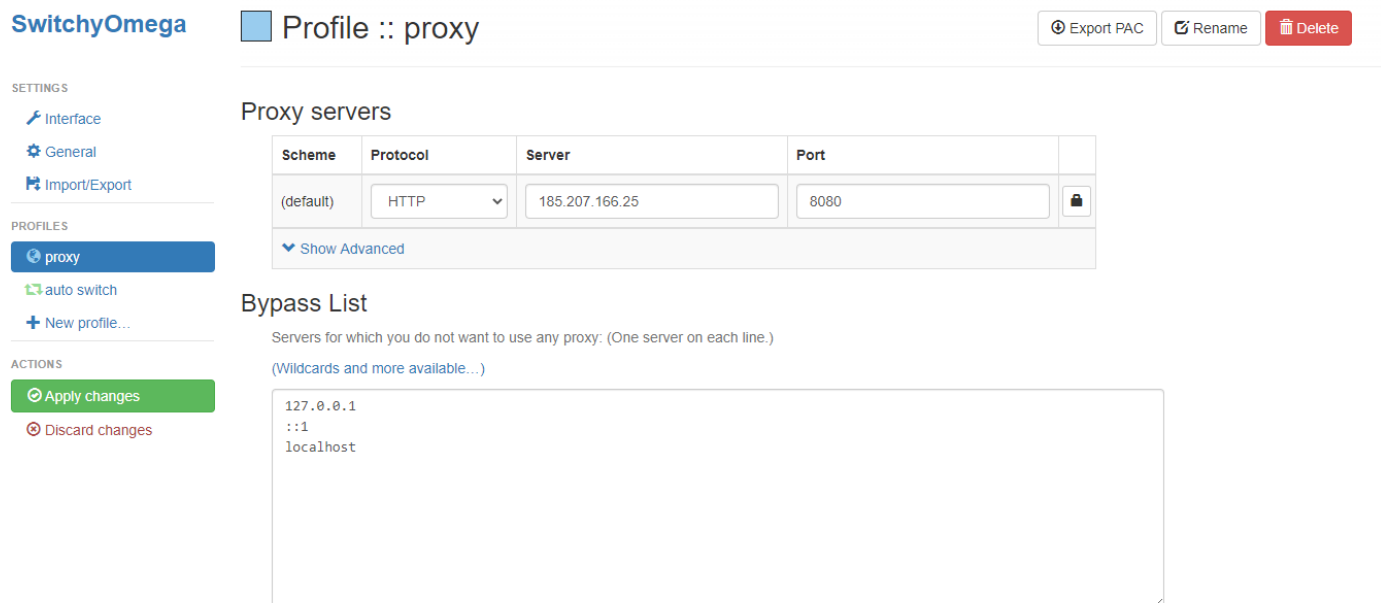 SwitchyOmega
Profile :: proxy
Export PAC
Rename
Delete
SETTINGS
Interface
General
Import/Export
PROFILES
proxy
auto switch
New profile…
ACTIONS
Apply changes
Discard changes
Proxy servers
Scheme Protocol Server Port
(default) HTTP 185.207.166.25 8080
Show Advanced
Bypass List
Servers for which you do not want to use any proxy: (One server on each line.)
(Wildcards and more available…)
127.0.0.1
::1
localhost